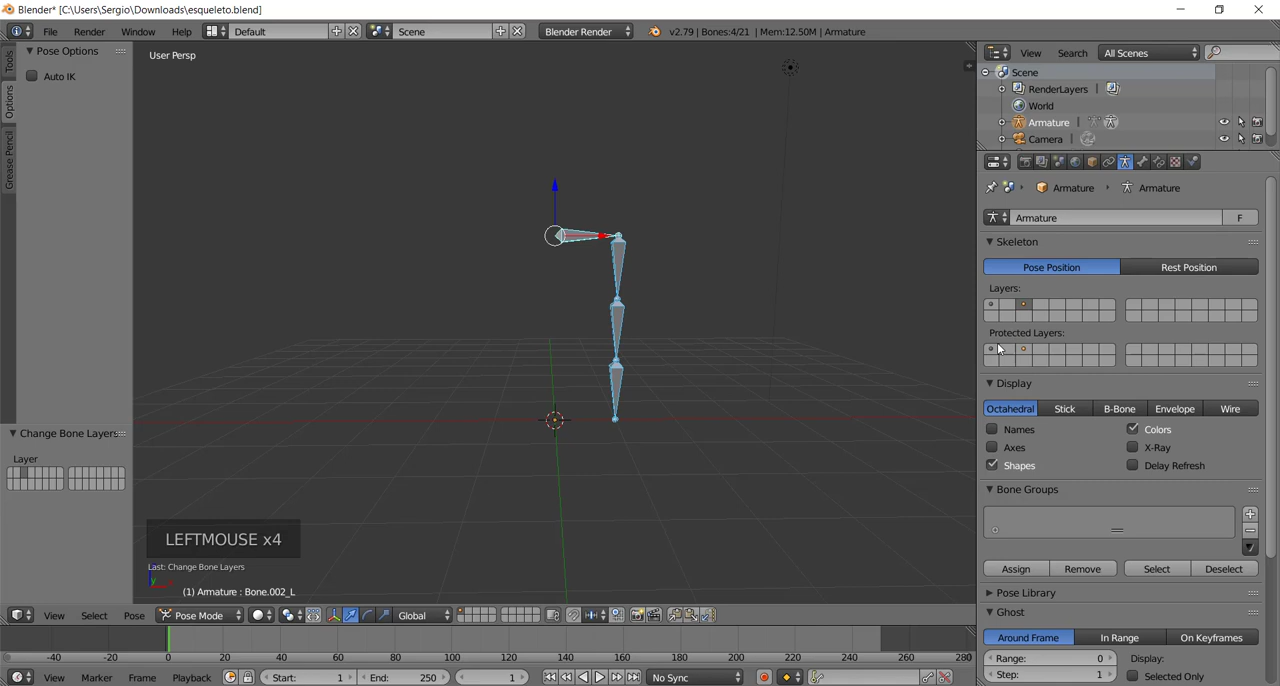 Blender* [C:\Users\Sergio\Downloads\esqueleto.blend]
File Render Window Help Default Scene Blender Render v2.79 | Bones:4/21 | Mem:12.50M | Armature
View Search All Scenes
Tools
Options
Grease Pencil
Pose Options
Auto IK
User Persp
Scene
RenderLayers
World
Armature
Camera
Armature Armature
Armature F
Skeleton
Pose Position Rest Position
Layers:
Protected Layers:
Display
Octahedral Stick B-Bone Envelope Wire
Names Colors
Axes X-Ray
Shapes Delay Refresh
Bone Groups
Assign Remove Select Deselect
Pose Library
Ghost
Around Frame In Range On Keyframes
Range: 0 Display:
Step: 1 Selected Only
Change Bone Layers
Layer
LEFTMOUSE x4
Last: Change Bone Layers
y
(1) Armature : Bone.002_L
View Select Pose Pose Mode Global
-40 -20 0 20 40 60 80 100 120 140 160 180 200 220 240 260 280
View Marker Frame Playback Start: 1 End: 250 1 No Sync